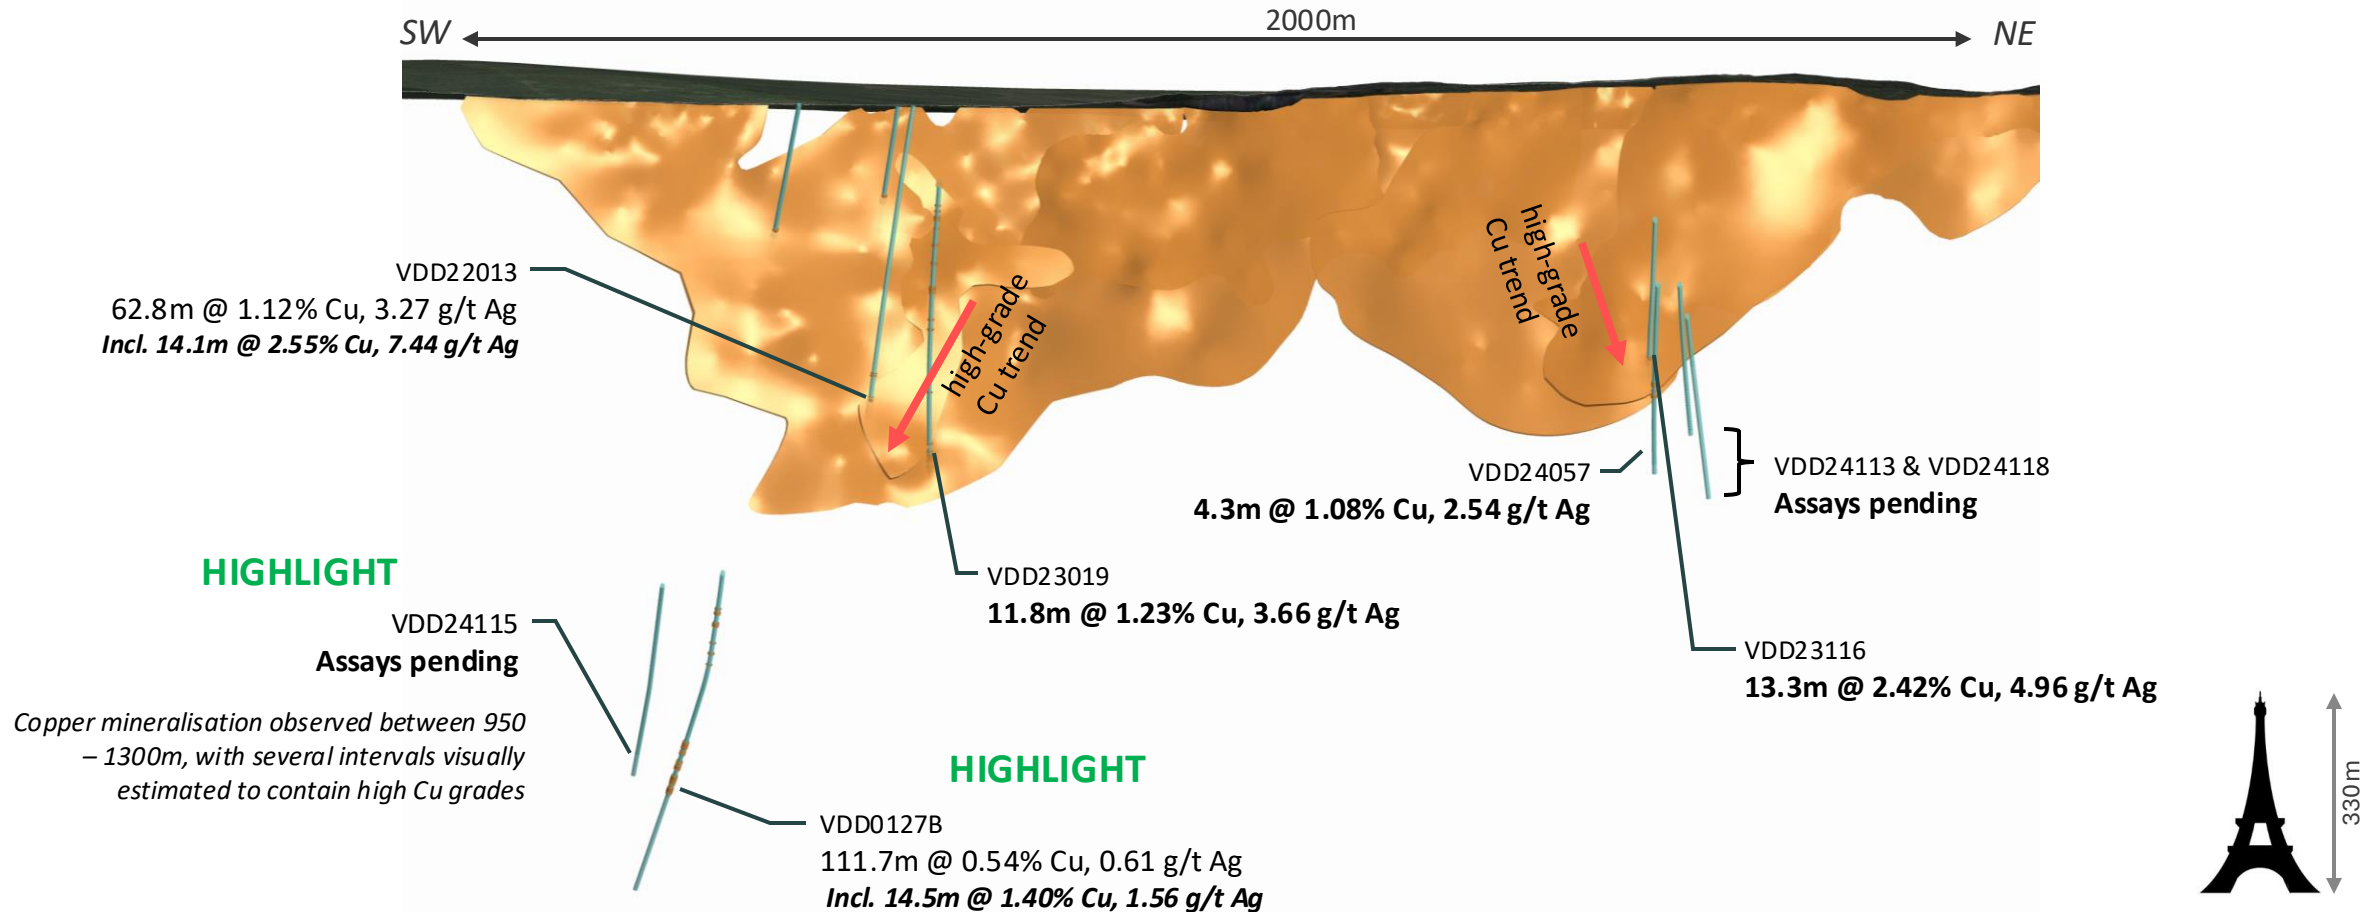 SW
2000m
NE
high-grade
Cu trend
high-grade
Cu trend
VDD22013
62.8m @ 1.12% Cu, 3.27 g/t Ag
Incl. 14.1m @ 2.55% Cu, 7.44 g/t Ag
VDD24057
4.3m @ 1.08% Cu, 2.54 g/t Ag
VDD24113 & VDD24118
Assays pending
HIGHLIGHT
VDD24115
Assays pending
Copper mineralisation observed between 950
– 1300m, with several intervals visually
estimated to contain high Cu grades
VDD23019
11.8m @ 1.23% Cu, 3.66 g/t Ag
VDD23116
13.3m @ 2.42% Cu, 4.96 g/t Ag
HIGHLIGHT
VDD0127B
111.7m @ 0.54% Cu, 0.61 g/t Ag
Incl. 14.5m @ 1.40% Cu, 1.56 g/t Ag
330m